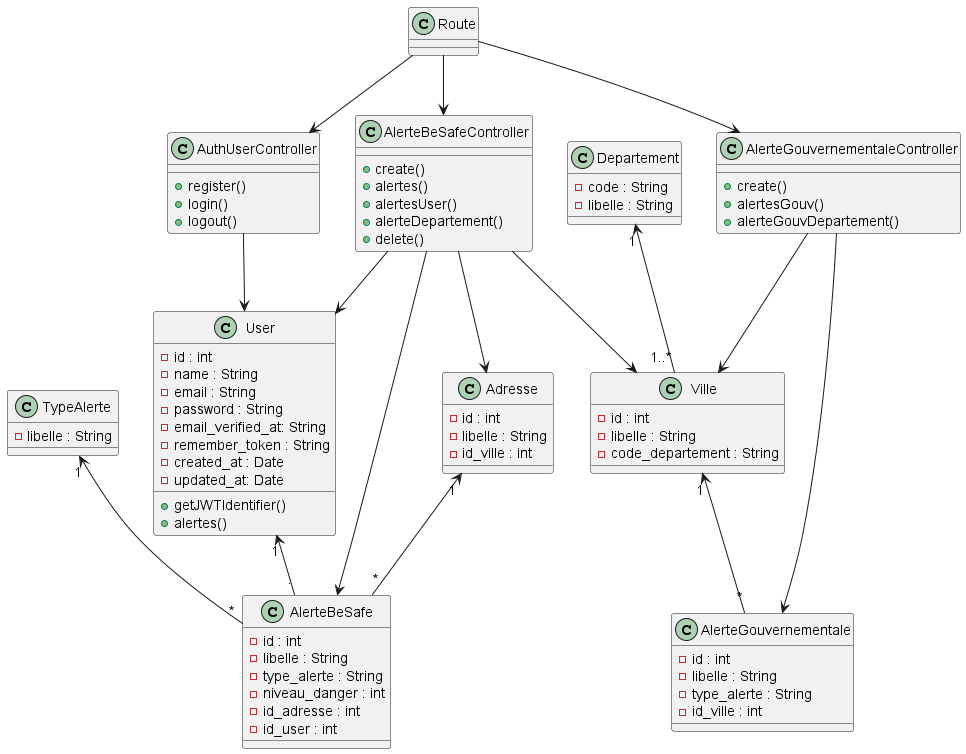 C Route
C AuthUserController
register()
login()
logout()
C AlerteBeSafeController
create()
alertes()
alertesUser()
alerteDepartement()
delete()
C Departement
code : String
libelle : String
1
C AlerteGouvernementaleController
create()
alertesGouv()
alerteGouvDepartement()
C User
id : int
name : String
email : String
password : String
email_verified_at: String
remember_token : String
created_at : Date
updated_at: Date
getJWTIdentifier()
alertes()
1
C TypeAlerte
libelle : String
1
C Adresse
id : int
libelle : String
id_ville : int
1
1..*
C Ville
id : int
libelle : String
code_departement : String
1
*
.
*
C AlerteBeSafe
id : int
libelle : String
type_alerte : String
niveau_danger : int
id_adresse : int
id_user : int
*
C AlerteGouvernementale
id : int
libelle : String
type_alerte : String
id_ville : int